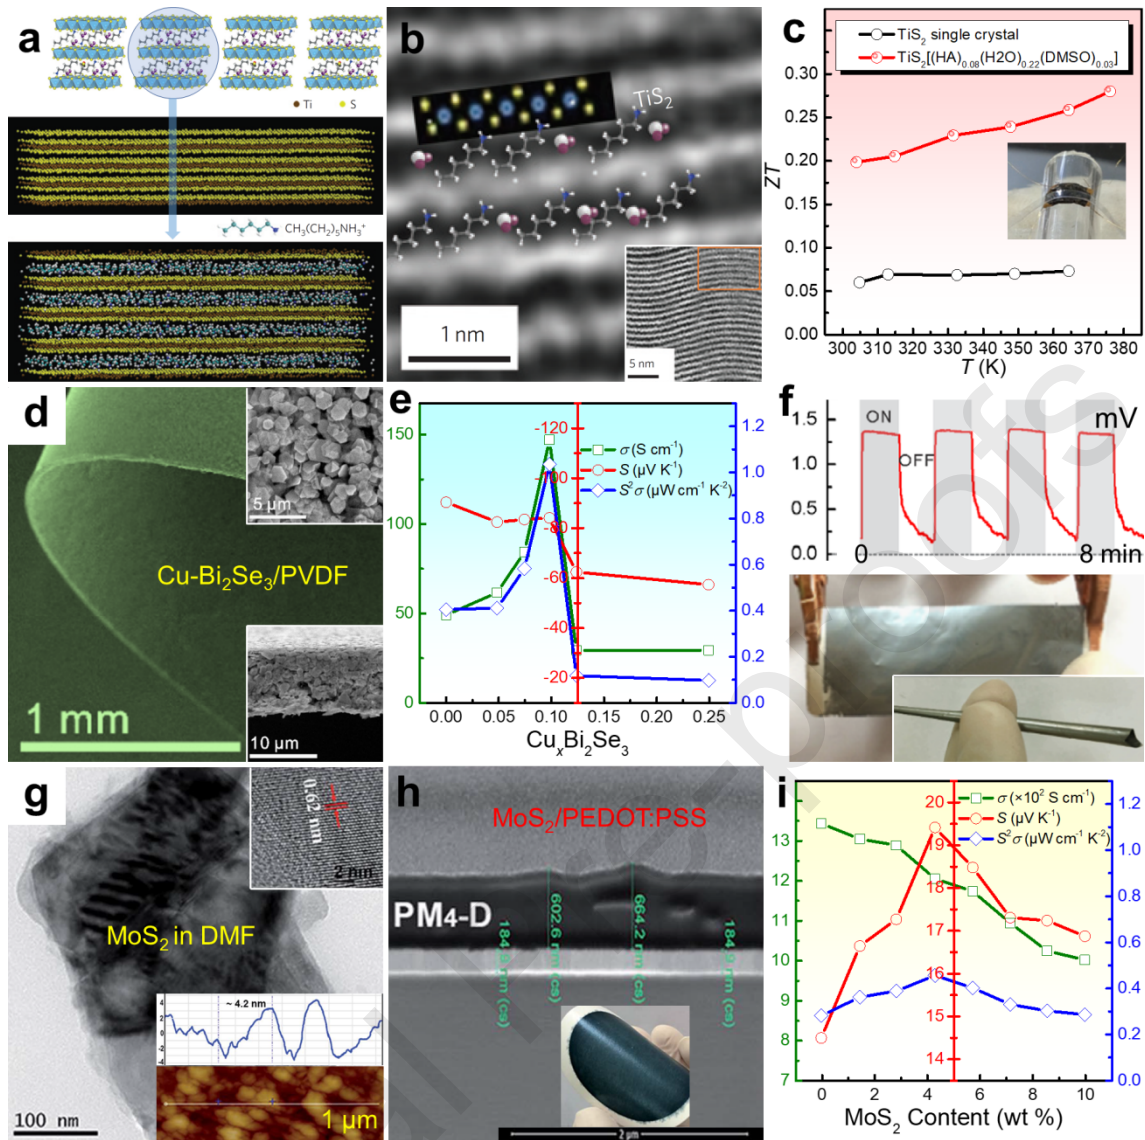 a
Ti S
CH₃(CH₂)₅NH₃⁺
b
TiS₂
1 nm
5 nm
c
TiS₂ single crystal
TiS₂[(HA)₀.₀₈(H2O)₀.₂₂(DMSO)₀.₀₃]
0.30
0.25
0.20
0.15
0.10
0.05
0.00
ZT
300 310 320 330 340 350 360 370 380
T (K)
d
5 µm
Cu-Bi₂Se₃/PVDF
1 mm
10 µm
e
σ (S cm⁻¹)
S (µV K⁻¹)
S²σ (µW cm⁻¹ K⁻²)
150
100
50
0
-120
-100
-80
-60
-40
-20
1.2
1.0
0.8
0.6
0.4
0.2
0.0
0.00 0.05 0.10 0.15 0.20 0.25
CuₓBi₂Se₃
f
1.5
1.0
0.5
0.0
ON
OFF
mV
0
8 min
g
0.62 nm
2 nm
MoS₂ in DMF
~ 4.2 nm
4
2
0
-2
-4
1 µm
100 nm
h
MoS₂/PEDOT:PSS
PM₄-D
184.9 nm (cs)
602.6 nm (cs)
664.2 nm (cs)
184.9 nm (cs)
2 µm
i
σ (×10² S cm⁻¹)
S (µV K⁻¹)
S²σ (µW cm⁻¹ K⁻²)
13
12
11
10
9
8
7
20
19
18
17
16
15
14
1.2
1.0
0.8
0.6
0.4
0.2
0.0
0 2 4 6 8 10
MoS₂ Content (wt %)